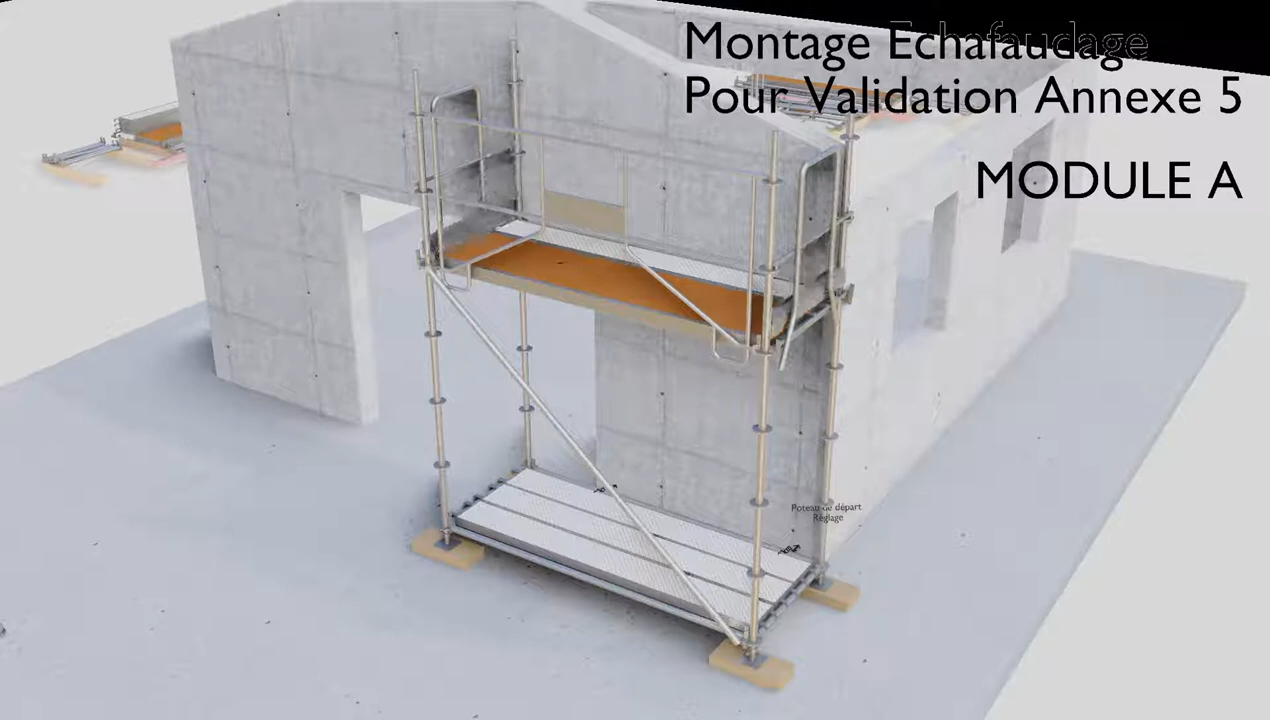 Montage Echafaudage
Pour Validation Annexe 5
MODULE A
Poteau de départ
Réglage